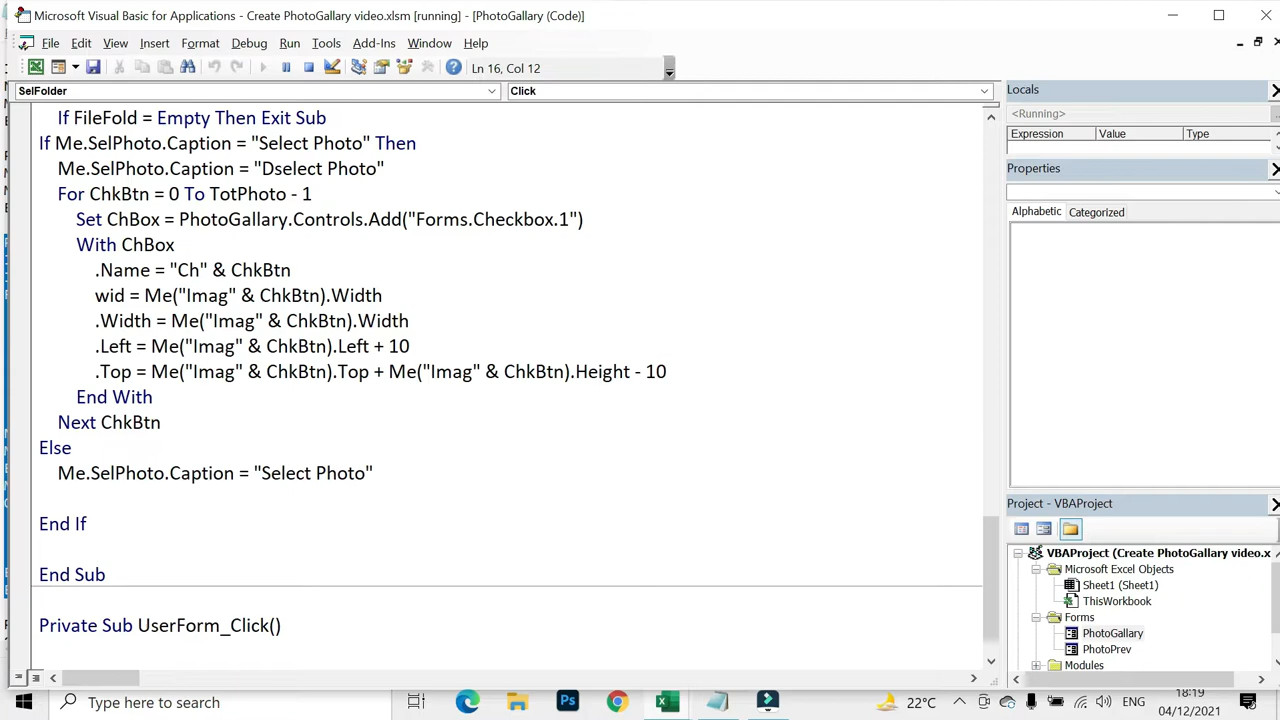 Microsoft Visual Basic for Applications - Create PhotoGallary video.xlsm [running] - [PhotoGallary (Code)]
File Edit View Insert Format Debug Run Tools Add-Ins Window Help
Ln 16, Col 12
SelFolder
Click
If FileFold = Empty Then Exit Sub
If Me.SelPhoto.Caption = "Select Photo" Then
Me.SelPhoto.Caption = "Dselect Photo"
For ChkBtn = 0 To TotPhoto - 1
Set ChBox = PhotoGallary.Controls.Add("Forms.Checkbox.1")
With ChBox
.Name = "Ch" & ChkBtn
wid = Me("Imag" & ChkBtn).Width
.Width = Me("Imag" & ChkBtn).Width
.Left = Me("Imag" & ChkBtn).Left + 10
.Top = Me("Imag" & ChkBtn).Top + Me("Imag" & ChkBtn).Height - 10
End With
Next ChkBtn
Else
Me.SelPhoto.Caption = "Select Photo"
End If
End Sub
Private Sub UserForm_Click()
Locals
<Running>
Expression Value Type
Properties
Alphabetic Categorized
Project - VBAProject
VBAProject (Create PhotoGallary video.x
Microsoft Excel Objects
Sheet1 (Sheet1)
ThisWorkbook
Forms
PhotoGallary
PhotoPrev
Modules
Type here to search
Ps
22°C
ENG
18:19
04/12/2021